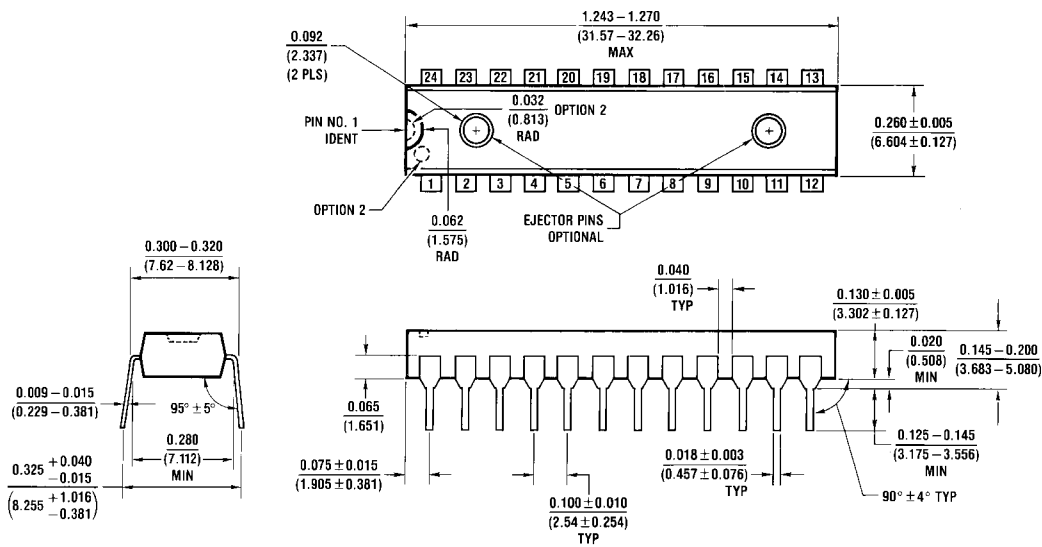 1.243 – 1.270
(31.57 – 32.26)
MAX
0.092
(2.337)
(2 PLS)
24 23 22 21 20 19 18 17 16 15 14 13
0.032
(0.813)
RAD
OPTION 2
PIN NO. 1
IDENT
0.260 ± 0.005
(6.604 ± 0.127)
1 2 3 4 5 6 7 8 9 10 11 12
OPTION 2
0.062
(1.575)
RAD
EJECTOR PINS
OPTIONAL
0.300 – 0.320
(7.62 – 8.128)
0.040
(1.016)
TYP
0.130 ± 0.005
(3.302 ± 0.127)
0.020
(0.508)
MIN
0.145 – 0.200
(3.683 – 5.080)
0.009 – 0.015
(0.229 – 0.381)
95° ± 5°
0.065
(1.651)
0.280
(7.112)
MIN
0.325 +0.040 –0.015
(8.255 +1.016 –0.381)
0.075 ± 0.015
(1.905 ± 0.381)
0.100 ± 0.010
(2.54 ± 0.254)
TYP
0.018 ± 0.003
(0.457 ± 0.076)
TYP
0.125 – 0.145
(3.175 – 3.556)
MIN
90° ± 4° TYP